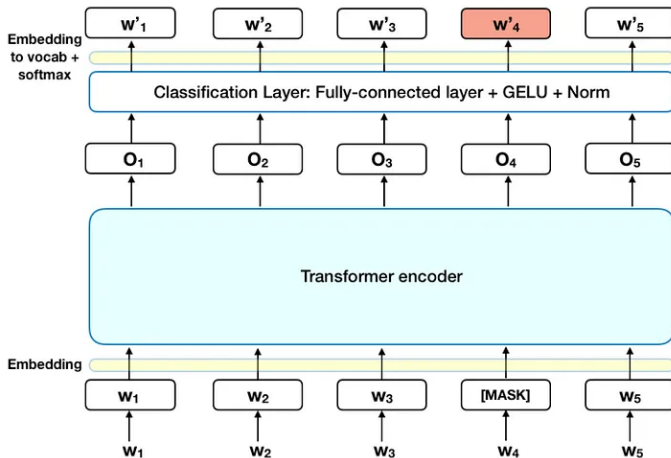 w’1 w’2 w’3 w’4 w’5
Embedding
to vocab +
softmax
Classification Layer: Fully-connected layer + GELU + Norm
O1 O2 O3 O4 O5
Transformer encoder
Embedding
W1 W2 W3 [MASK] W5
W1 W2 W3 W4 W5